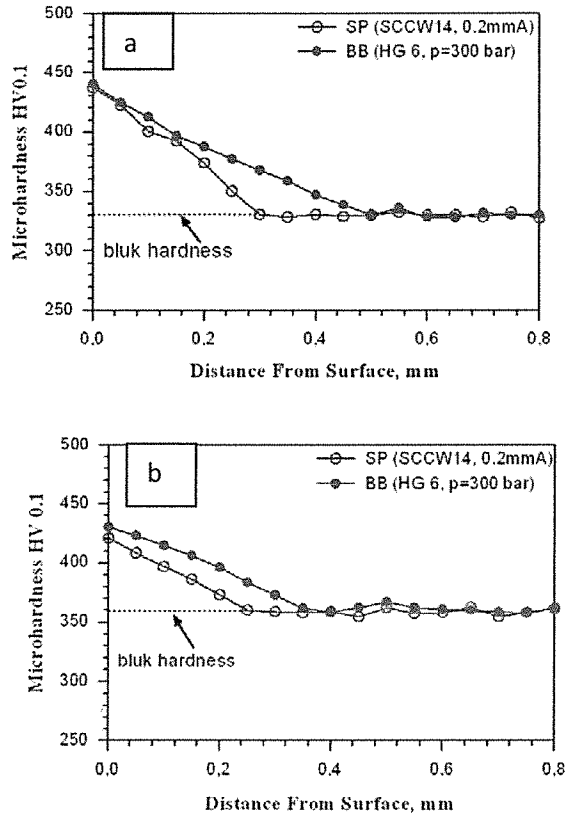 a
SP (SCCW14, 0.2mmA)
BB (HG 6, p=300 bar)
500
450
400
350
300
250
Microhardness HV0.1
bluk hardness
0,0
0,2
0,4
0,6
0,8
Distance From Surface, mm
b
SP (SCCW14, 0.2mmA)
BB (HG 6, p=300 bar)
500
450
400
350
300
250
Microhardness HV 0.1
bluk hardness
0,0
0,2
0,4
0,6
0,8
Distance From Surface, mm